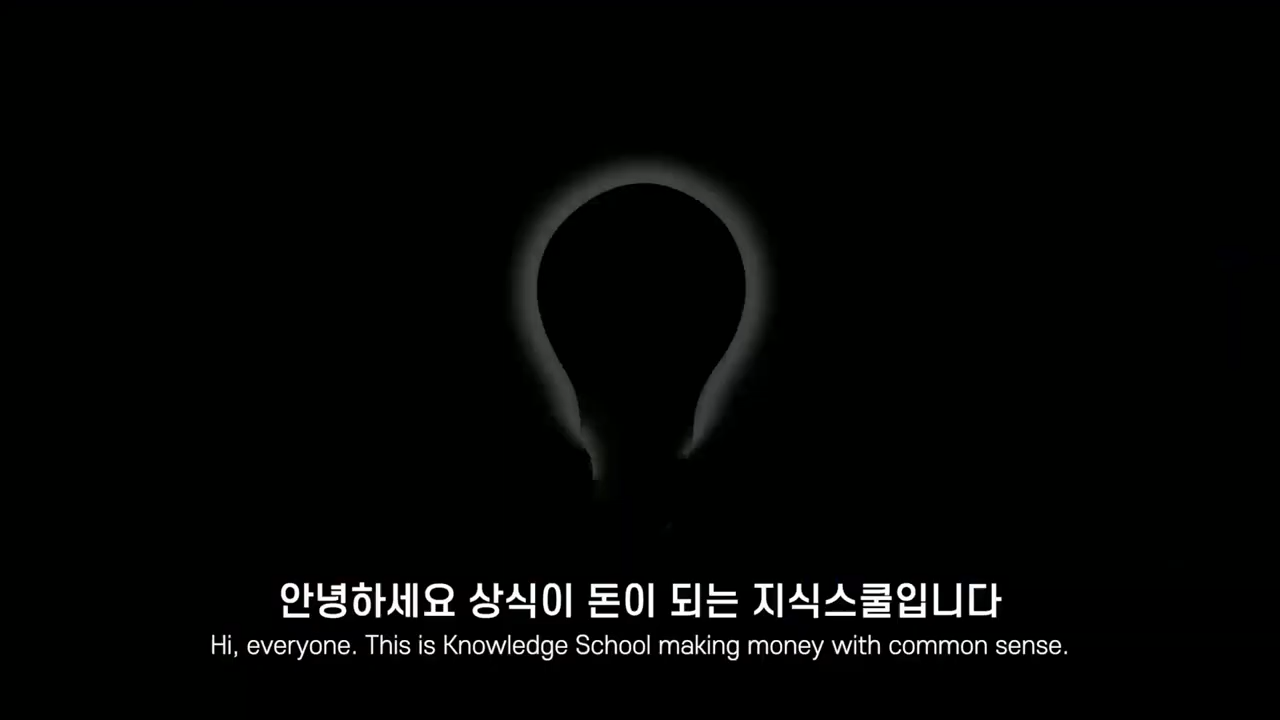 안녕하세요 상식이 돈이 되는 지식스쿨입니다
Hi, everyone. This is Knowledge School making money with common sense.